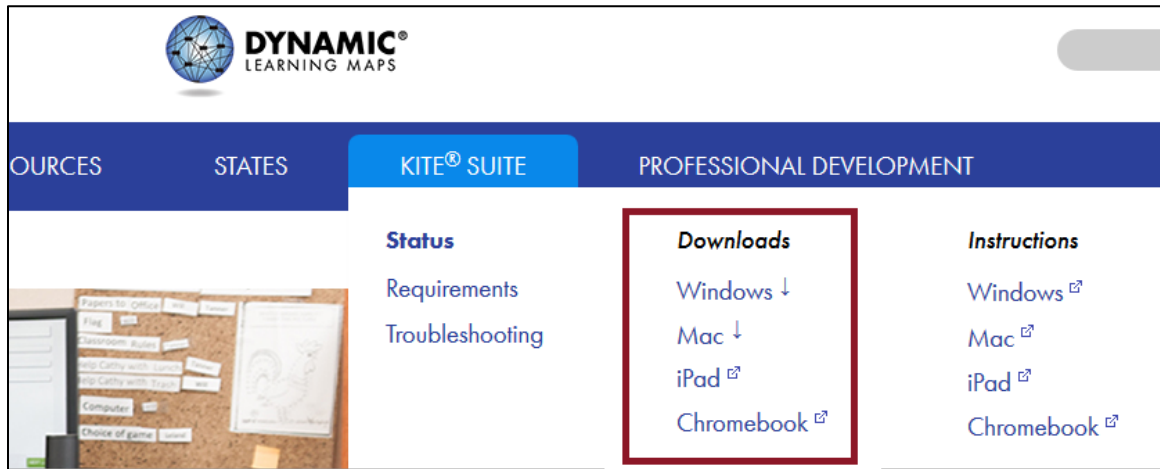 DYNAMIC®
LEARNING MAPS
OURCES STATES KITE® SUITE PROFESSIONAL DEVELOPMENT
Status
Requirements
Troubleshooting
Downloads
Windows ↓
Mac ↓
iPad
Chromebook
Instructions
Windows
Mac
iPad
Chromebook
Papers to Office
Flag
Classroom Rules
Help Cathy with Lunch
Help Cathy with Trash
Computer
Choice of game